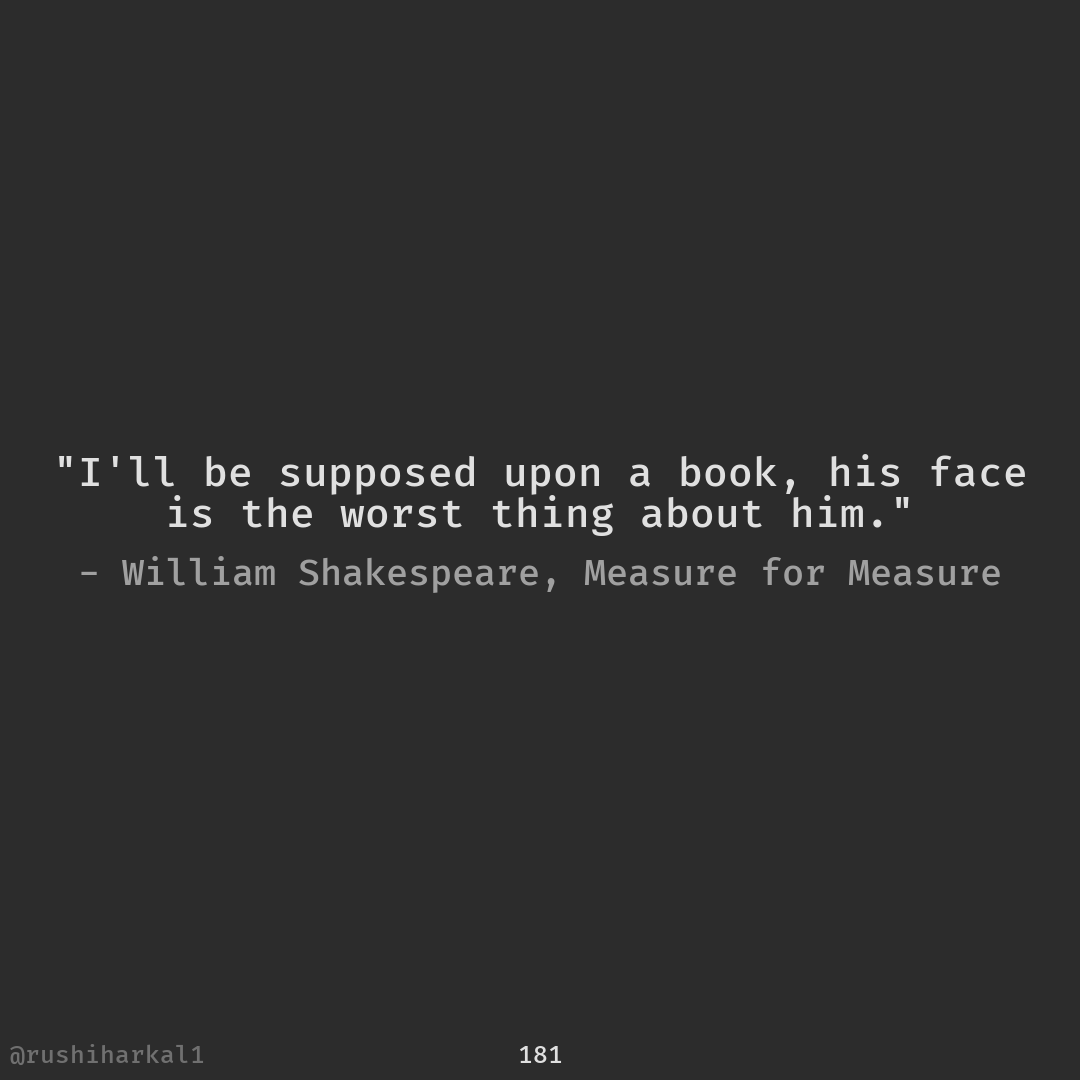 "I'll be supposed upon a book, his face
is the worst thing about him."
– William Shakespeare, Measure for Measure
@rushiharkal1
181